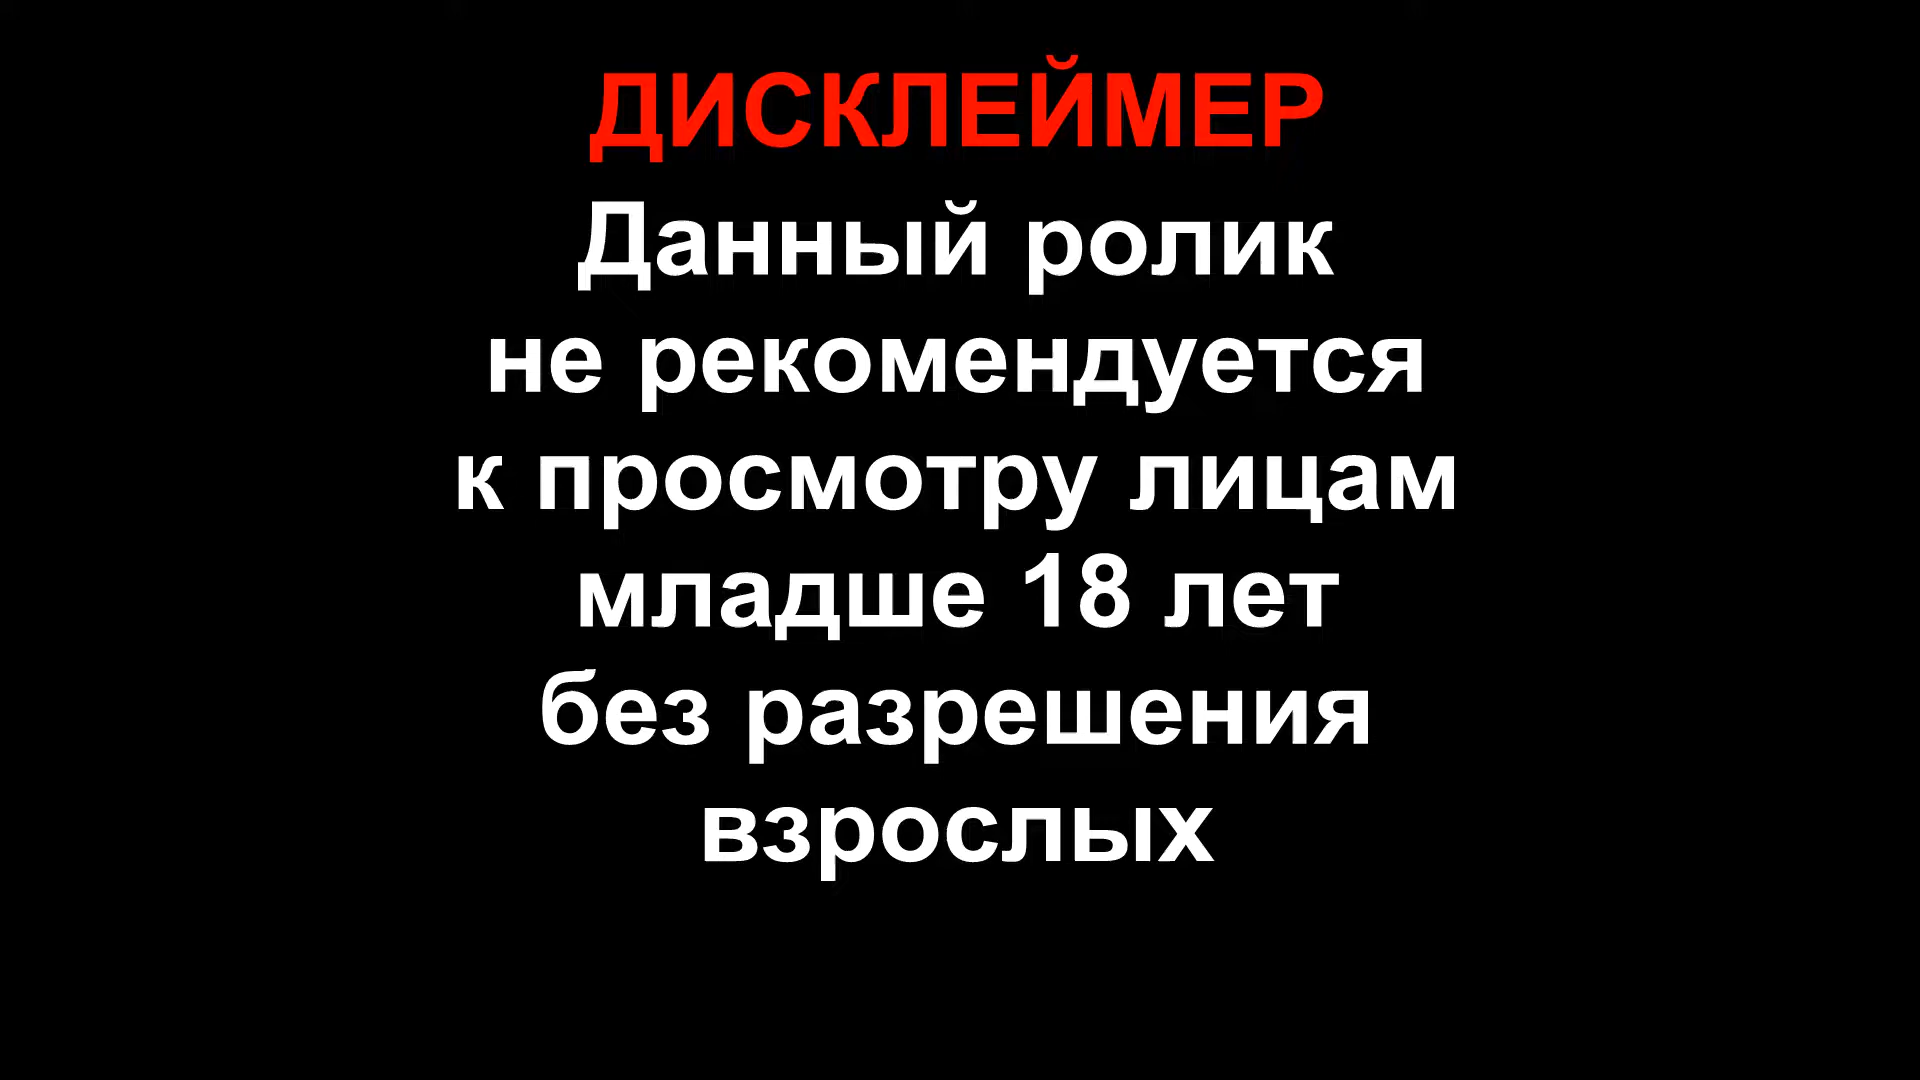 ДИСКЛЕЙМЕР
Данный ролик
не рекомендуется
к просмотру лицам
младше 18 лет
без разрешения
взрослых